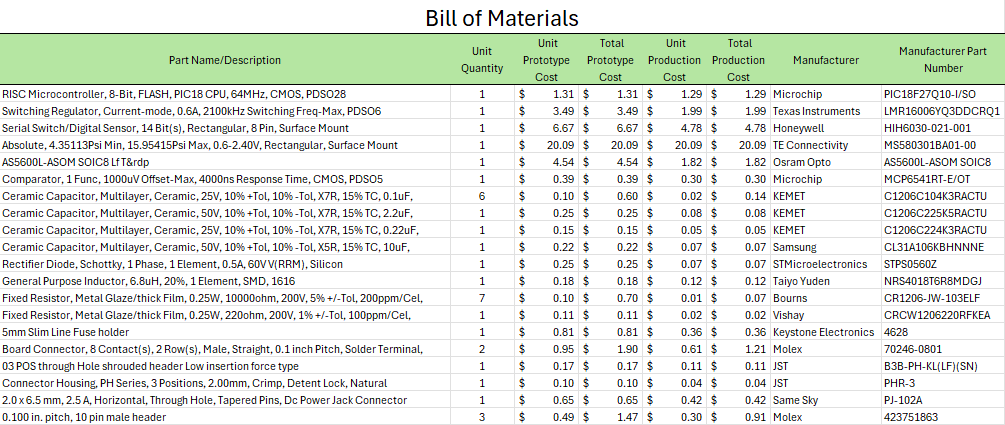 Bill of Materials
Part Name/Description Unit Quantity Unit Prototype Cost Total Prototype Cost Unit Production Cost Total Production Cost Manufacturer Manufacturer Part Number
RISC Microcontroller, 8-Bit, FLASH, PIC18 CPU, 64MHz, CMOS, PDSO28 1 $ 1.31 $ 1.31 $ 1.29 $ 1.29 Microchip PIC18F27Q10-I/SO
Switching Regulator, Current-mode, 0.6A, 2100kHz Switching Freq-Max, PDSO6 1 $ 3.49 $ 3.49 $ 1.99 $ 1.99 Texas Instruments LMR16006YQ3DDCRQ1
Serial Switch/Digital Sensor, 14 Bit(s), Rectangular, 8 Pin, Surface Mount 1 $ 6.67 $ 6.67 $ 4.78 $ 4.78 Honeywell HIH6030-021-001
Absolute, 4.35113Psi Min, 15.95415Psi Max, 0.6-2.40V, Rectangular, Surface Mount 1 $ 20.09 $ 20.09 $ 20.09 $ 20.09 TE Connectivity MS580301BA01-00
AS5600L-ASOM SOIC8 LfT&rdp 1 $ 4.54 $ 4.54 $ 1.82 $ 1.82 Osram Opto AS5600L-ASOM SOIC8
Comparator, 1 Func, 1000uV Offset-Max, 4000ns Response Time, CMOS, PDSO5 1 $ 0.39 $ 0.39 $ 0.30 $ 0.30 Microchip MCP6541RT-E/OT
Ceramic Capacitor, Multilayer, Ceramic, 25V, 10% +Tol, 10% -Tol, X7R, 15% TC, 0.1uF, 6 $ 0.10 $ 0.60 $ 0.02 $ 0.14 KEMET C1206C104K3RACTU
Ceramic Capacitor, Multilayer, Ceramic, 50V, 10% +Tol, 10% -Tol, X7R, 15% TC, 2.2uF, 1 $ 0.25 $ 0.25 $ 0.08 $ 0.08 KEMET C1206C225K5RACTU
Ceramic Capacitor, Multilayer, Ceramic, 25V, 10% +Tol, 10% -Tol, X7R, 15% TC, 0.22uF, 1 $ 0.15 $ 0.15 $ 0.05 $ 0.05 KEMET C1206C224K3RACTU
Ceramic Capacitor, Multilayer, Ceramic, 50V, 10% +Tol, 10% -Tol, X5R, 15% TC, 10uF, 1 $ 0.22 $ 0.22 $ 0.07 $ 0.07 Samsung CL31A106KBHNNNE
Rectifier Diode, Schottky, 1 Phase, 1 Element, 0.5A, 60V V(RRM), Silicon 1 $ 0.25 $ 0.25 $ 0.07 $ 0.07 STMicroelectronics STPS0560Z
General Purpose Inductor, 6.8uH, 20%, 1 Element, SMD, 1616 1 $ 0.18 $ 0.18 $ 0.12 $ 0.12 Taiyo Yuden NRS4018T6R8MDGJ
Fixed Resistor, Metal Glaze/thick Film, 0.25W, 10000ohm, 200V, 5% +/-Tol, 200ppm/Cel, 7 $ 0.10 $ 0.70 $ 0.01 $ 0.07 Bourns CR1206-JW-103ELF
Fixed Resistor, Metal Glaze/thick Film, 0.25W, 220ohm, 200V, 1% +/-Tol, 100ppm/Cel, 1 $ 0.11 $ 0.11 $ 0.02 $ 0.02 Vishay CRCW1206220RFKEA
5mm Slim Line Fuse holder 1 $ 0.81 $ 0.81 $ 0.36 $ 0.36 Keystone Electronics 4628
Board Connector, 8 Contact(s), 2 Row(s), Male, Straight, 0.1 inch Pitch, Solder Terminal, 2 $ 0.95 $ 1.90 $ 0.61 $ 1.21 Molex 70246-0801
03 POS through Hole shrouded header Low insertion force type 1 $ 0.17 $ 0.17 $ 0.11 $ 0.11 JST B3B-PH-KL(LF)(SN)
Connector Housing, PH Series, 3 Positions, 2.00mm, Crimp, Detent Lock, Natural 1 $ 0.10 $ 0.10 $ 0.04 $ 0.04 JST PHR-3
2.0 x 6.5 mm, 2.5 A, Horizontal, Through Hole, Tapered Pins, Dc Power Jack Connector 1 $ 0.65 $ 0.65 $ 0.42 $ 0.42 Same Sky PJ-102A
0.100 in. pitch, 10 pin male header 3 $ 0.49 $ 1.47 $ 0.30 $ 0.91 Molex 423751863